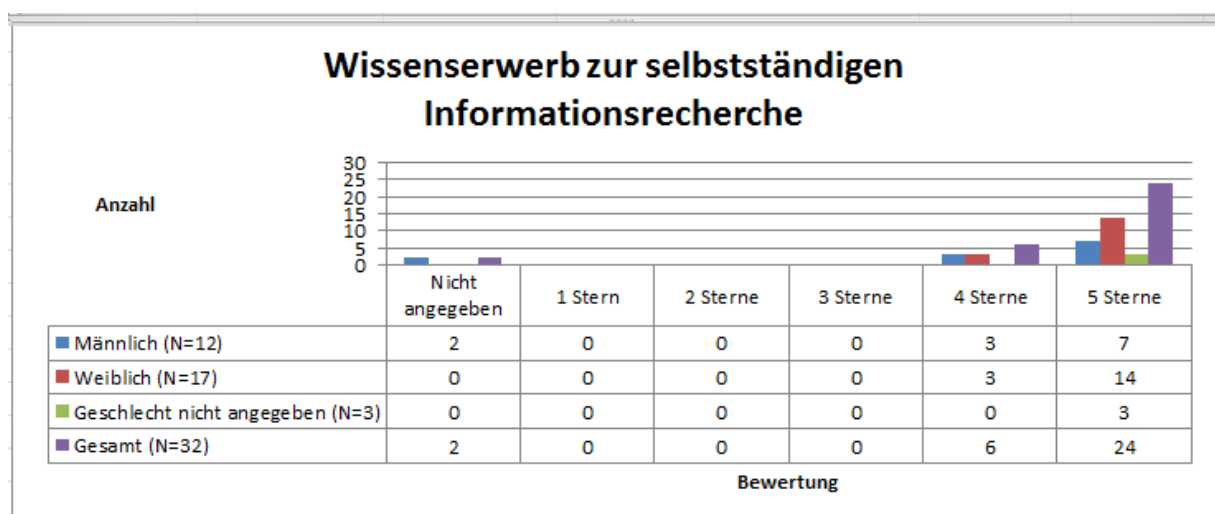 Wissenserwerb zur selbstständigen
Informationsrecherche
Anzahl
30
25
20
15
10
5
0
Nicht angegeben 1 Stern 2 Sterne 3 Sterne 4 Sterne 5 Sterne
Männlich (N=12) 2 0 0 0 3 7
Weiblich (N=17) 0 0 0 0 3 14
Geschlecht nicht angegeben (N=3) 0 0 0 0 0 3
Gesamt (N=32) 2 0 0 0 6 24
Bewertung